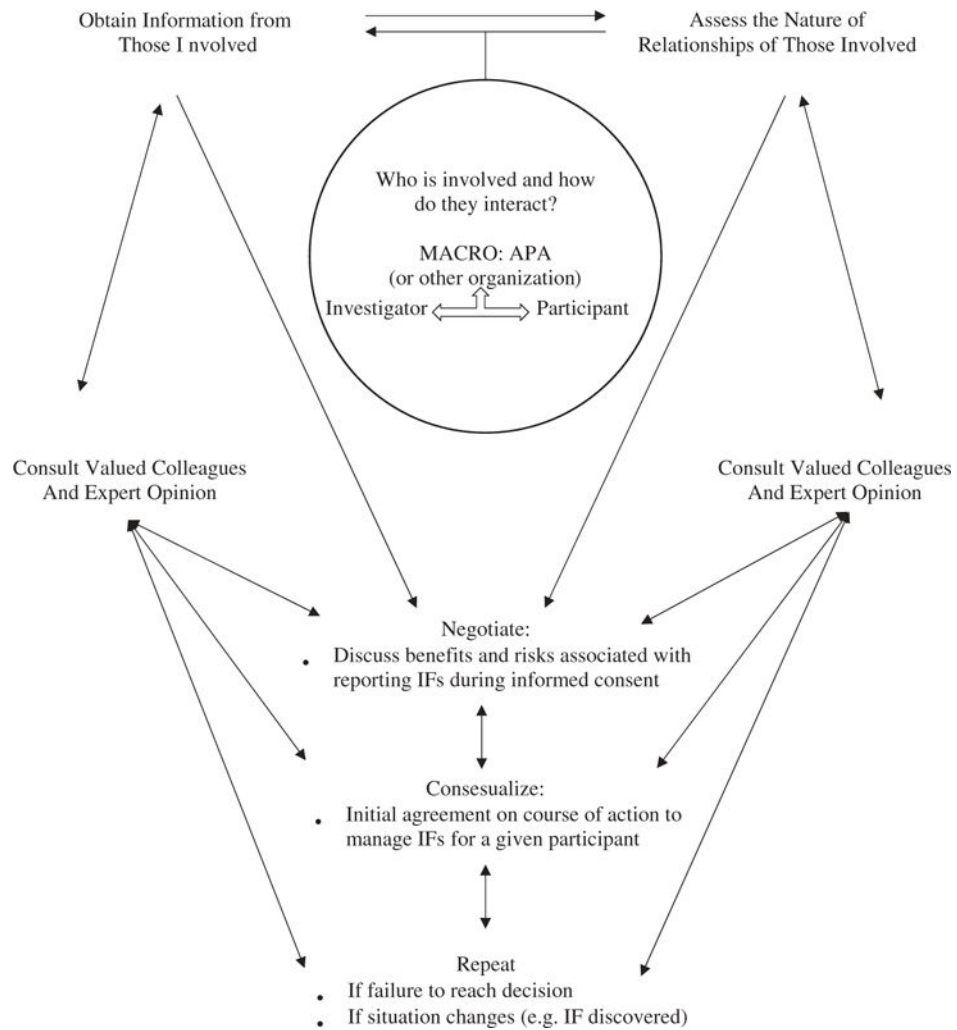 Obtain Information from
Those I nvolved
Assess the Nature of
Relationships of Those Involved
Who is involved and how
do they interact?
MACRO: APA
(or other organization)
Investigator
Participant
Consult Valued Colleagues
And Expert Opinion
Consult Valued Colleagues
And Expert Opinion
Negotiate:
• Discuss benefits and risks associated with
reporting IFs during informed consent
Consesualize:
• Initial agreement on course of action to
manage IFs for a given participant
Repeat
• If failure to reach decision
• If situation changes (e.g. IF discovered)